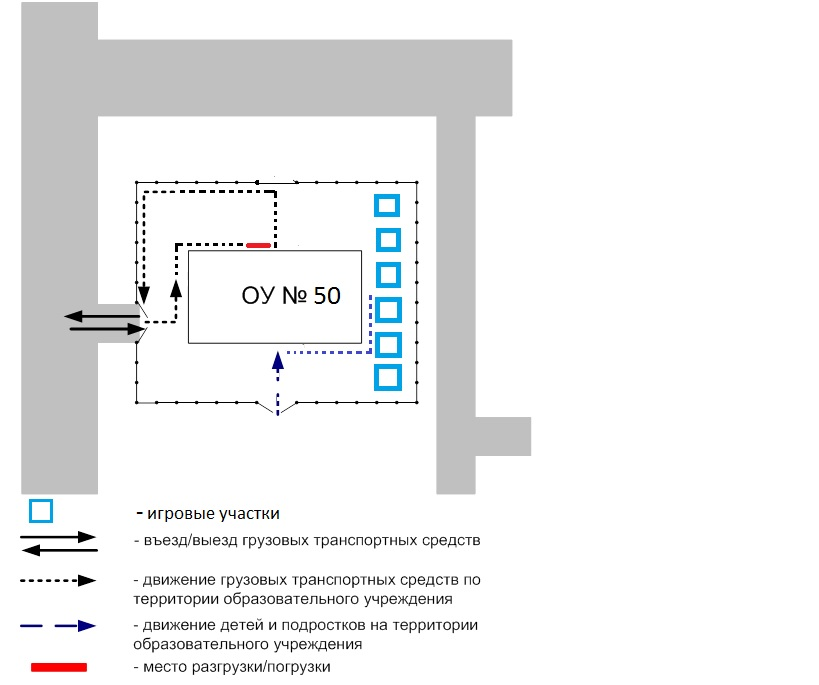 ОУ № 50
- игровые участки
- въезд/выезд грузовых транспортных средств
- движение грузовых транспортных средств по
территории образовательного учреждения
- движение детей и подростков на территории
образовательного учреждения
- место разгрузки/погрузки